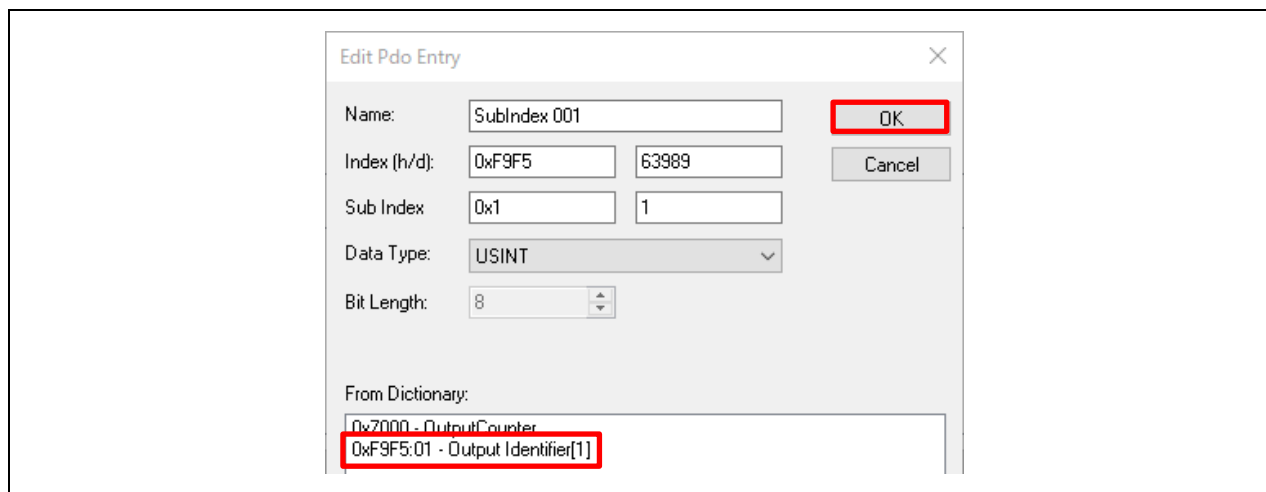 Edit Pdo Entry
Name: SubIndex 001 OK
Index (h/d): 0xF9F5 63989 Cancel
Sub Index 0x1 1
Data Type: USINT
Bit Length: 8
From Dictionary:
0x7000 - OutputCounter
0xF9F5:01 - Output Identifier[1]